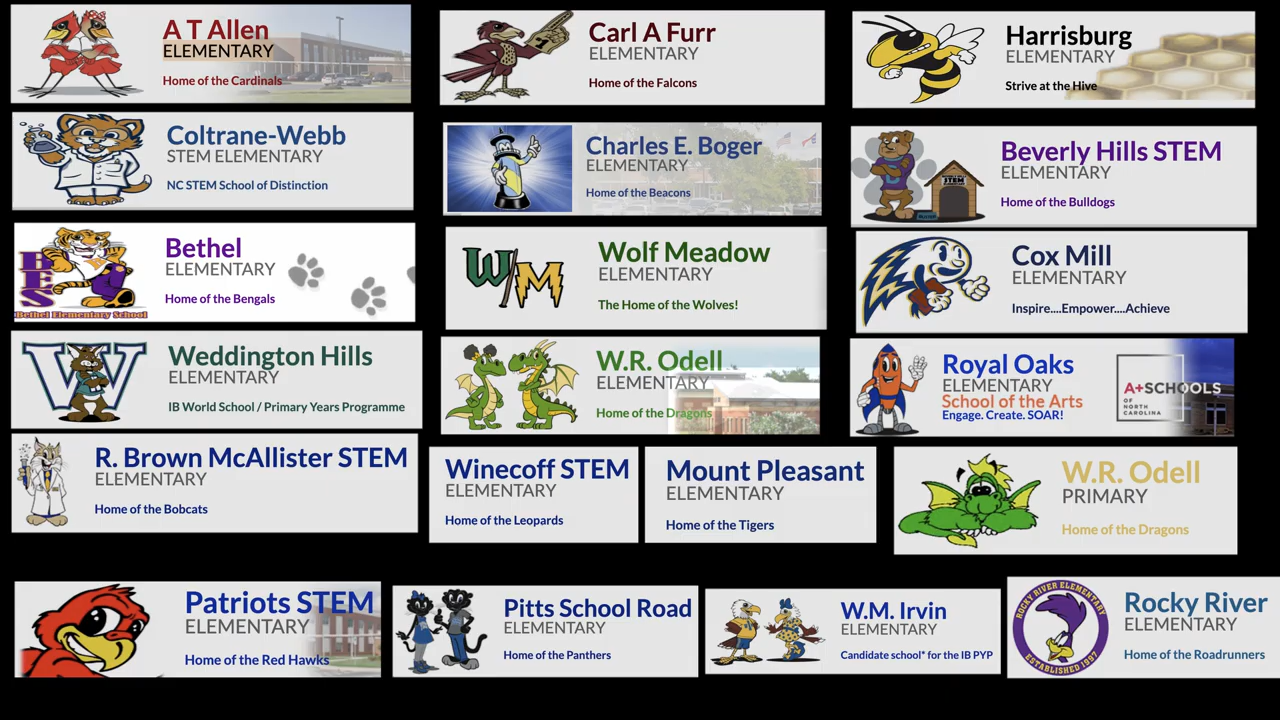 A T Allen
ELEMENTARY
Home of the Cardinals
Carl A Furr
ELEMENTARY
Home of the Falcons
Harrisburg
ELEMENTARY
Strive at the Hive
Coltrane-Webb
STEM ELEMENTARY
NC STEM School of Distinction
Charles E. Boger
ELEMENTARY
Home of the Beacons
STEM
Beverly Hills STEM
ELEMENTARY
Home of the Bulldogs
BES
Bethel Elementary School
Bethel
ELEMENTARY
Home of the Bengals
W/M
Wolf Meadow
ELEMENTARY
The Home of the Wolves!
Cox Mill
ELEMENTARY
Inspire....Empower....Achieve
W
Weddington Hills
ELEMENTARY
IB World School / Primary Years Programme
W.R. Odell
ELEMENTARY
Home of the Dragons
Royal Oaks
ELEMENTARY
School of the Arts
Engage. Create. SOAR!
A+SCHOOLS
OF
NORTH
CAROLINA
R. Brown McAllister STEM
ELEMENTARY
Home of the Bobcats
Winecoff STEM
ELEMENTARY
Home of the Leopards
Mount Pleasant
ELEMENTARY
Home of the Tigers
W.R. Odell
PRIMARY
Home of the Dragons
Patriots STEM
ELEMENTARY
Home of the Red Hawks
Pitts School Road
ELEMENTARY
Home of the Panthers
W.M. Irvin
ELEMENTARY
Candidate school* for the IB PYP
ROCKY RIVER ELEMENTARY
ESTABLISHED 1997
Rocky River
ELEMENTARY
Home of the Roadrunners